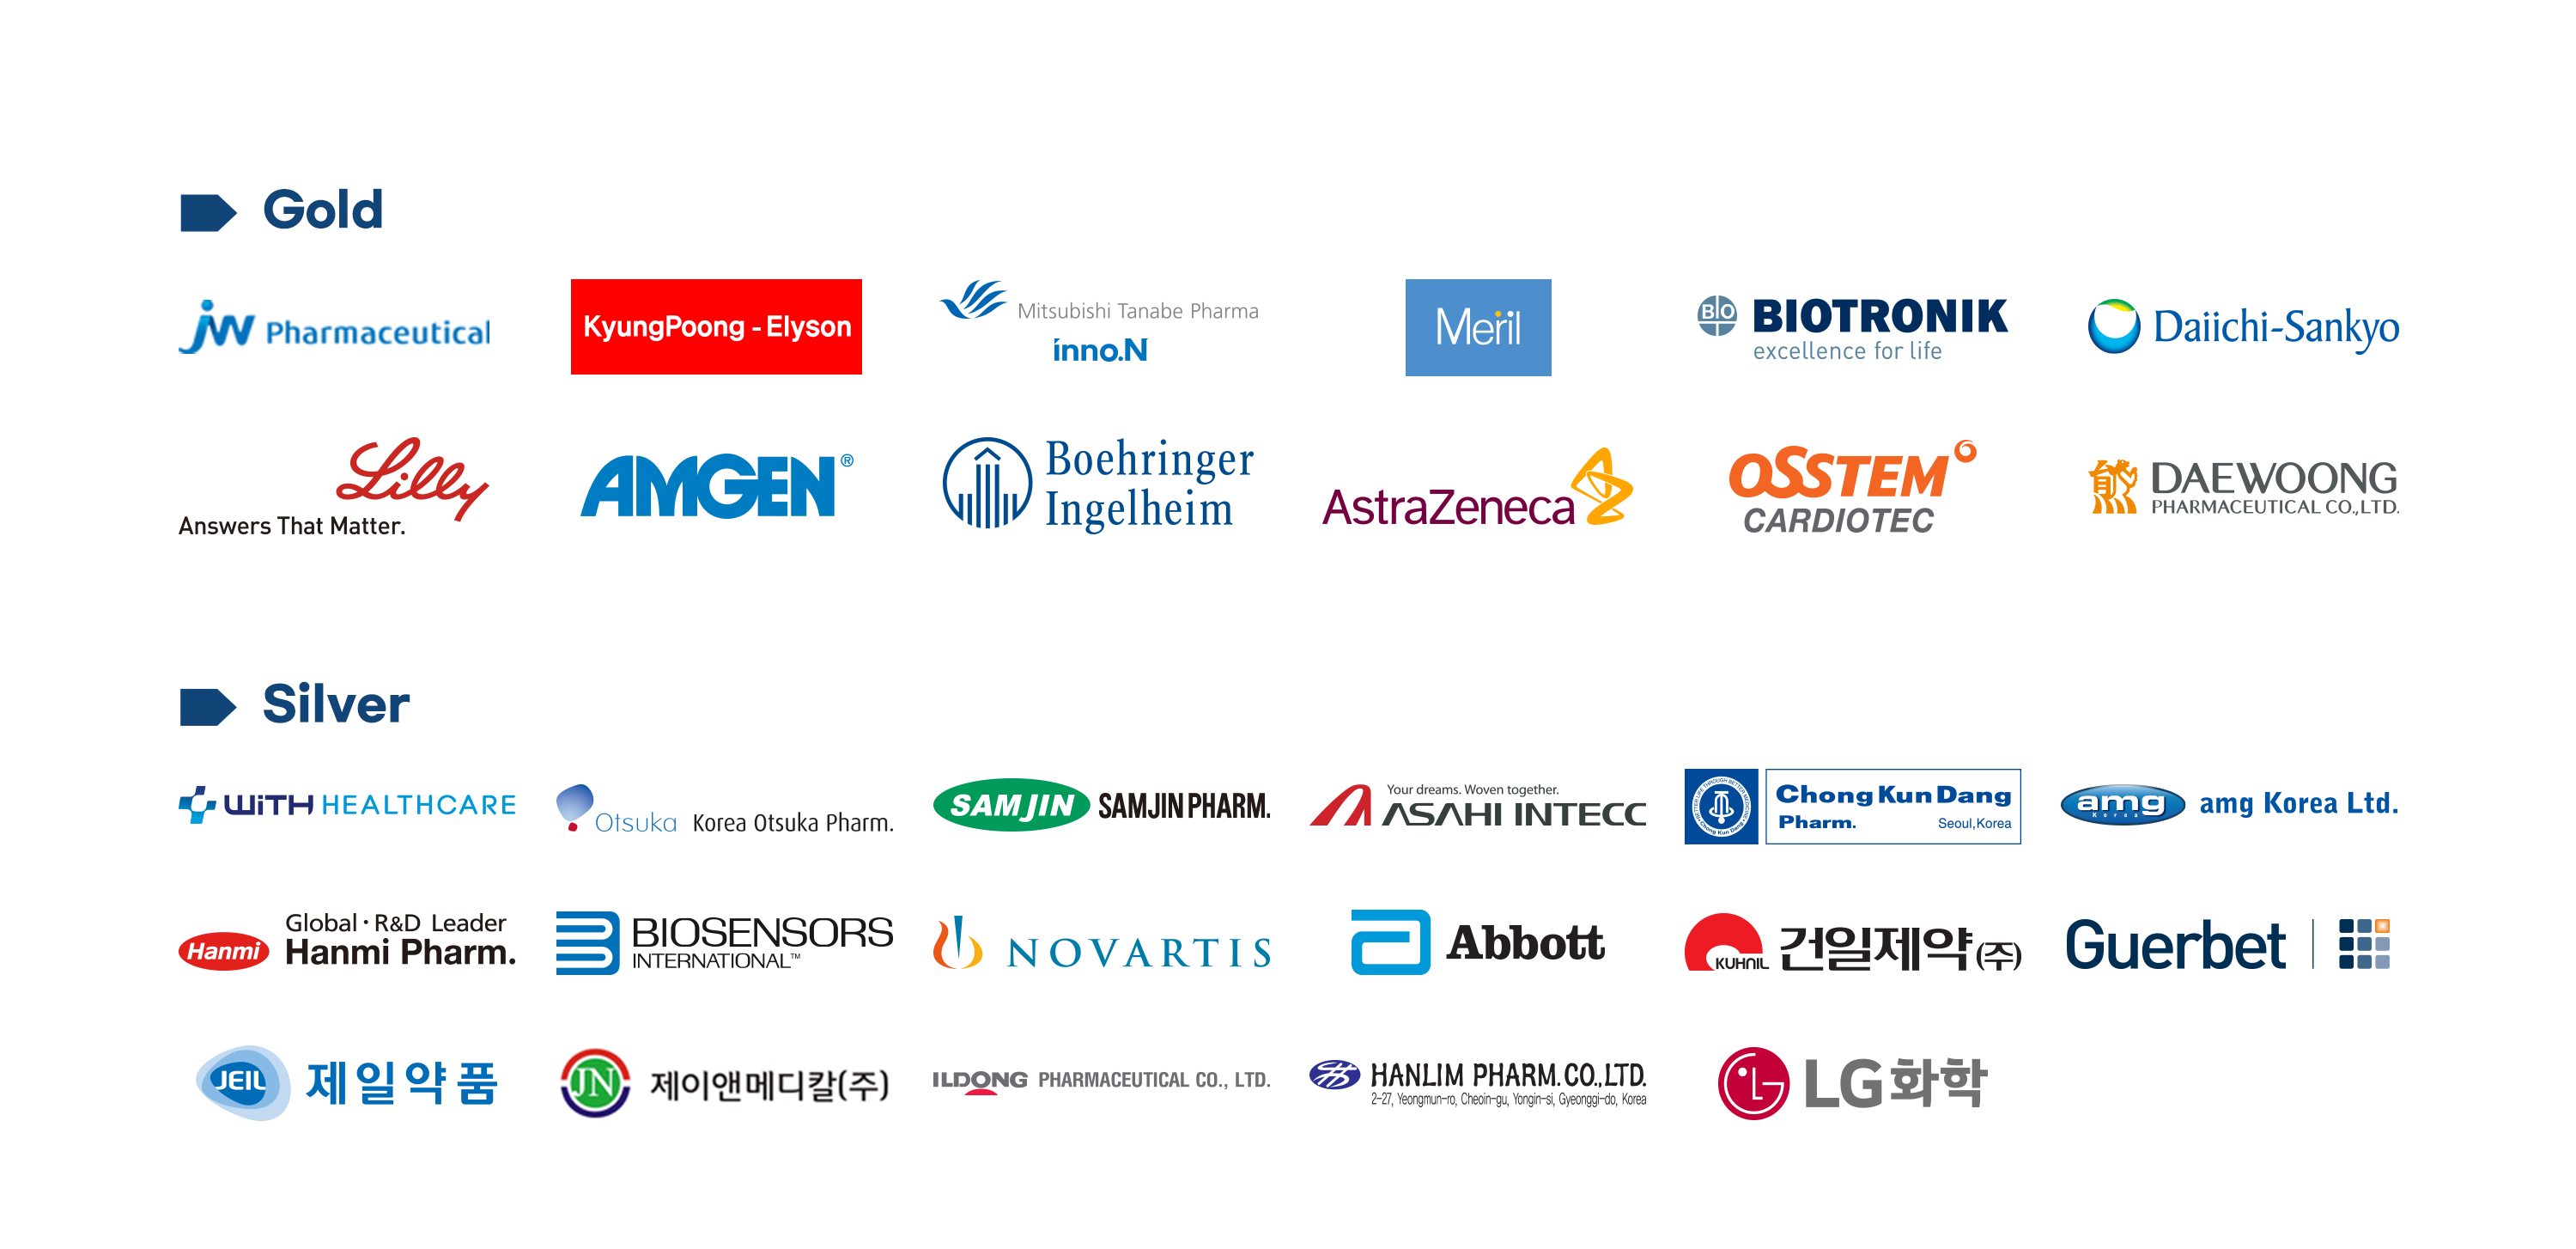 Gold
JW Pharmaceutical
KyungPoong - Elyson
Mitsubishi Tanabe Pharma
inno.N
Meril
BIO BIOTRONIK
excellence for life
Daiichi-Sankyo
Lilly
Answers That Matter.
AMGEN®
Boehringer
Ingelheim
AstraZeneca
OSSTEM
CARDIOTEC
DAEWOONG
PHARMACEUTICAL CO.,LTD.
Silver
WiTH HEALTHCARE
Otsuka Korea Otsuka Pharm.
SAMJIN SAMJIN PHARM.
Your dreams. Woven together.
ASAHI INTECC
Chong Kun Dang
Pharm. Seoul,Korea
amg Korea amg Korea Ltd.
Global · R&D Leader
Hanmi Hanmi Pharm.
BIOSENSORS
INTERNATIONAL™
NOVARTIS
Abbott
KUHNIL 건일제약(주)
Guerbet
JEIL 제일약품
JN 제이앤메디칼(주)
ILDONG PHARMACEUTICAL CO., LTD.
HANLIM PHARM. CO., LTD.
2-27, Yeongmun-ro, Cheoin-gu, Yongin-si, Gyeonggi-do, Korea
LG LG화학